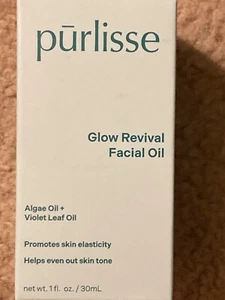 pūrlisse
Glow Revival
Facial Oil
Algae Oil +
Violet Leaf Oil
Promotes skin elasticity
Helps even out skin tone
net wt. 1 fl. oz. / 30mL